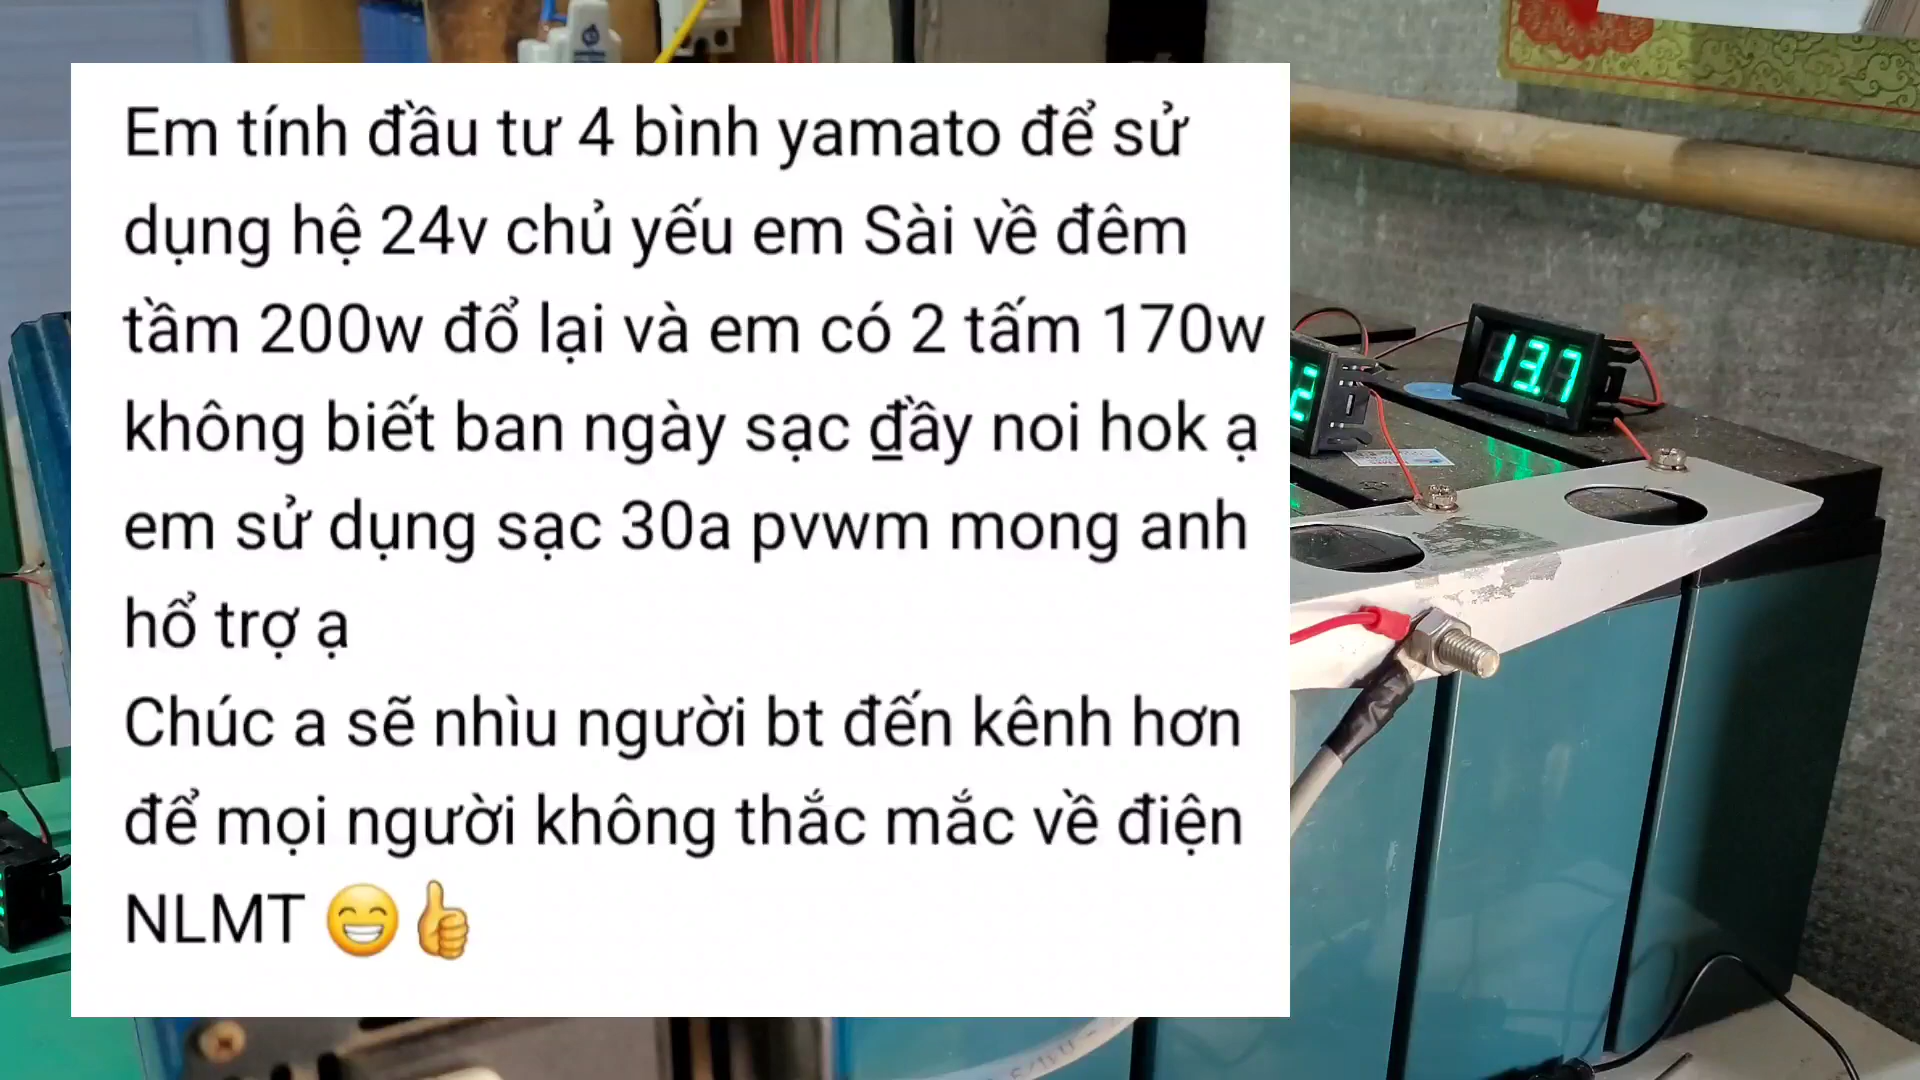 Em tính đầu tư 4 bình yamato để sử
dụng hệ 24v chủ yếu em Sài về đêm
tầm 200w đổ lại và em có 2 tấm 170w
không biết ban ngày sạc đầy noi hok ạ
em sử dụng sạc 30a pvwm mong anh
hổ trợ ạ
Chúc a sẽ nhìu người bt đến kênh hơn
để mọi người không thắc mắc về điện
NLMT 😁👍
13.7
2